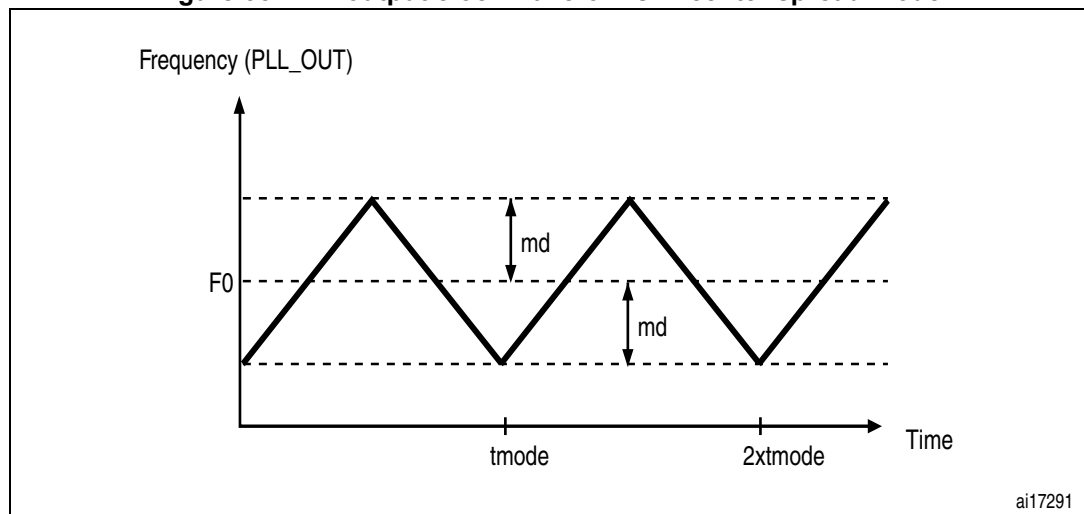 Frequency (PLL_OUT)
md
F0
md
tmode
2xtmode
Time
ai17291